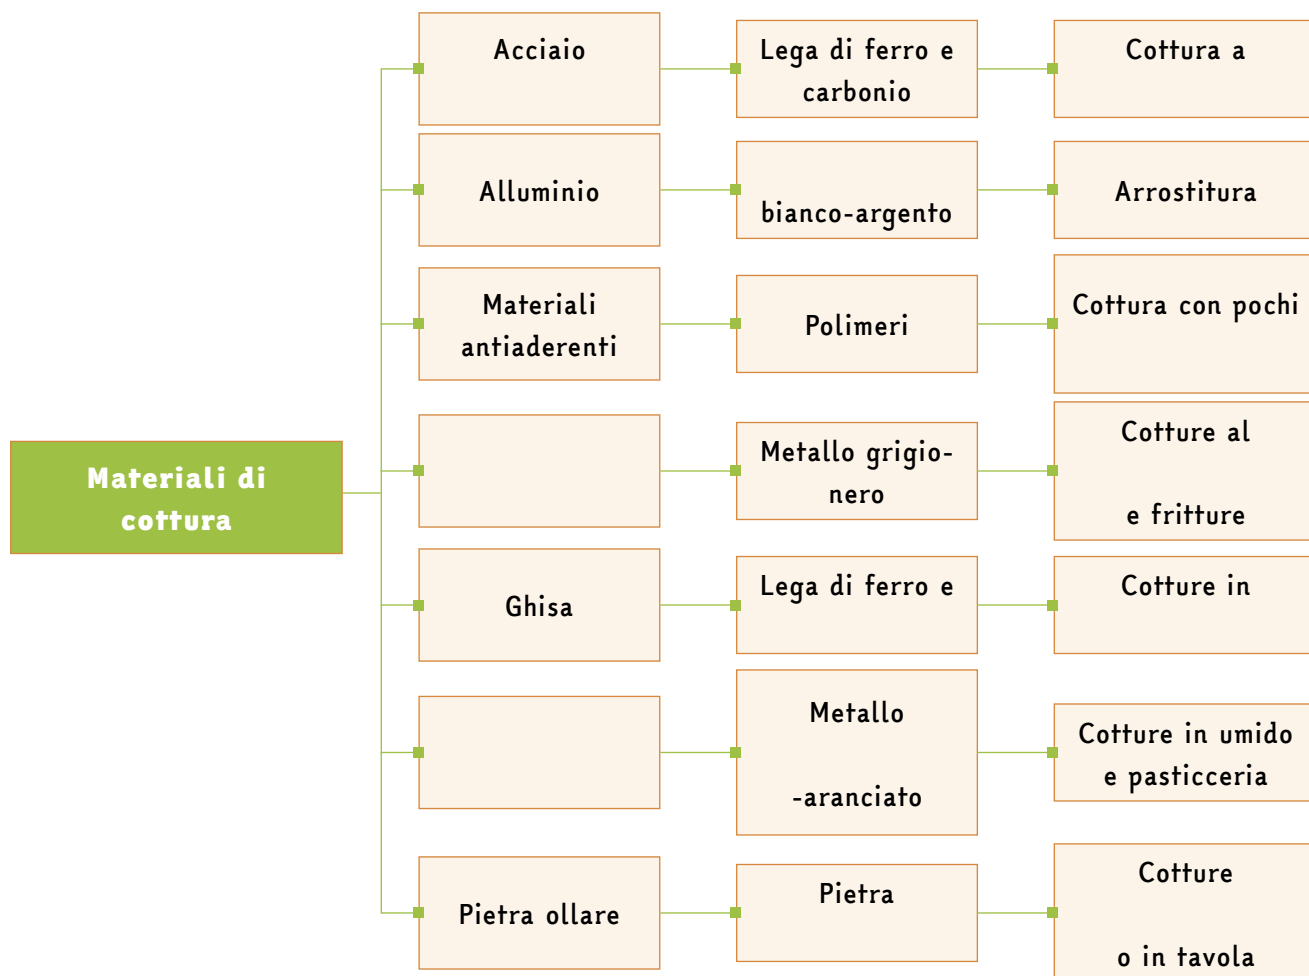 Materiali di
cottura
Acciaio
Lega di ferro e
carbonio
Cottura a
Alluminio
bianco-argento
Arrostitura
Materiali
antiaderenti
Polimeri
Cottura con pochi
Metallo grigio-
nero
Cotture al
e fritture
Ghisa
Lega di ferro e
Cotture in
Metallo
-aranciato
Cotture in umido
e pasticceria
Pietra ollare
Pietra
Cotture
o in tavola